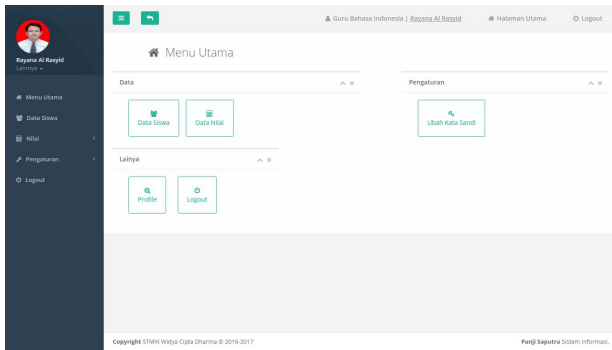 Guru Bahasa Indonesia | Rayana Al Rasyid
Halaman Utama
Logout
Rayana Al Rasyid
Lainnya
Menu Utama
Data Siswa
Nilai
Pengaturan
Logout
Menu Utama
Data
Data Siswa
Data Nilai
Pengaturan
Ubah Kata Sandi
Lainya
Profile
Logout
Copyright STMIK Widya Cipta Dharma © 2016-2017
Panji Saputra Sistem Informasi.